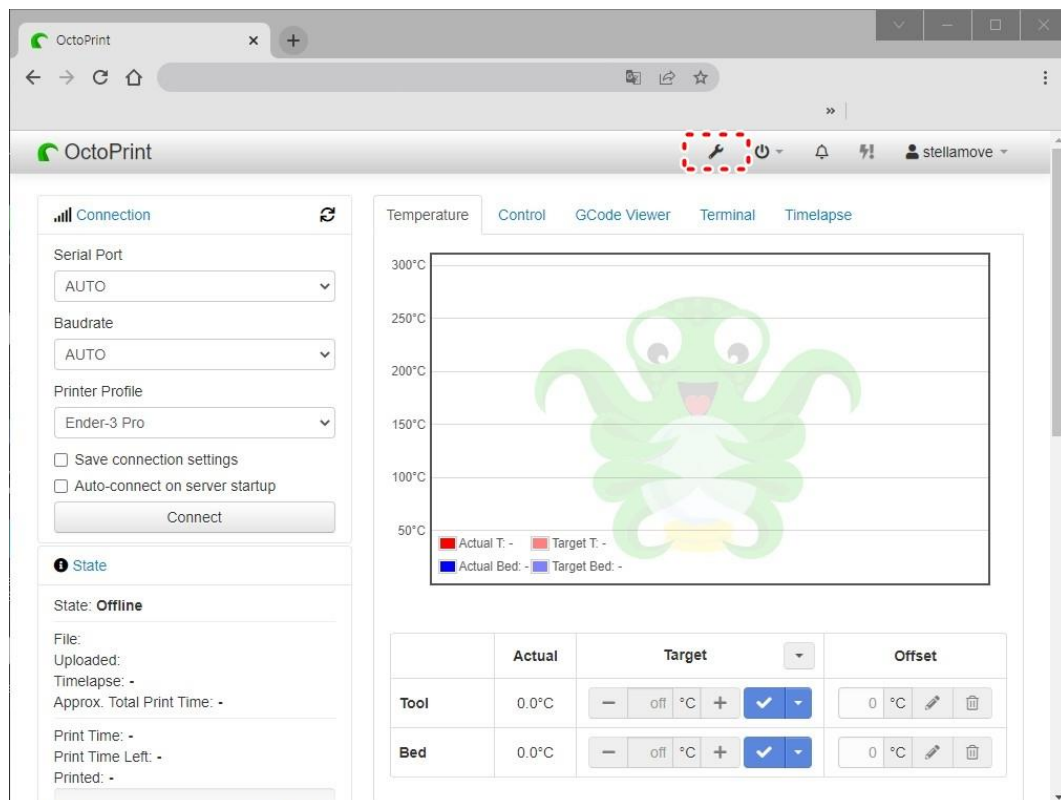 OctoPrint
OctoPrint
stellamove
Connection
Serial Port
AUTO
Baudrate
AUTO
Printer Profile
Ender-3 Pro
Save connection settings
Auto-connect on server startup
Connect
State
State: Offline
File:
Uploaded:
Timelapse: -
Approx. Total Print Time: -
Print Time: -
Print Time Left: -
Printed: -
Temperature Control GCode Viewer Terminal Timelapse
300°C
250°C
200°C
150°C
100°C
50°C
Actual T: - Target T: -
Actual Bed: - Target Bed: -
Actual Target Offset
Tool 0.0°C off °C 0 °C
Bed 0.0°C off °C 0 °C